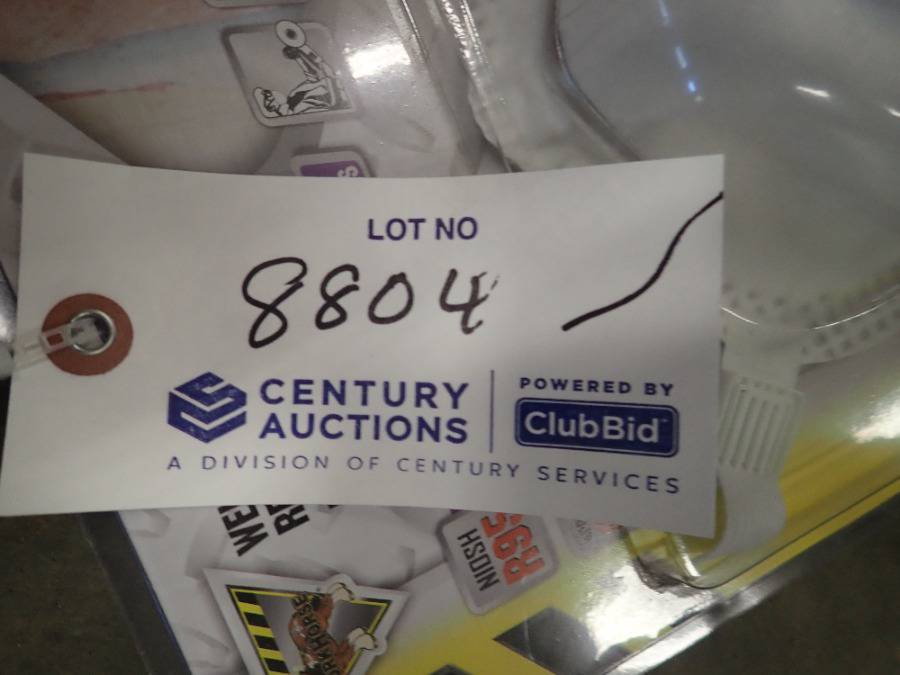 LOT NO
8804
CENTURY
AUCTIONS
POWERED BY
ClubBid
A DIVISION OF CENTURY SERVICES
NIOSH
R95